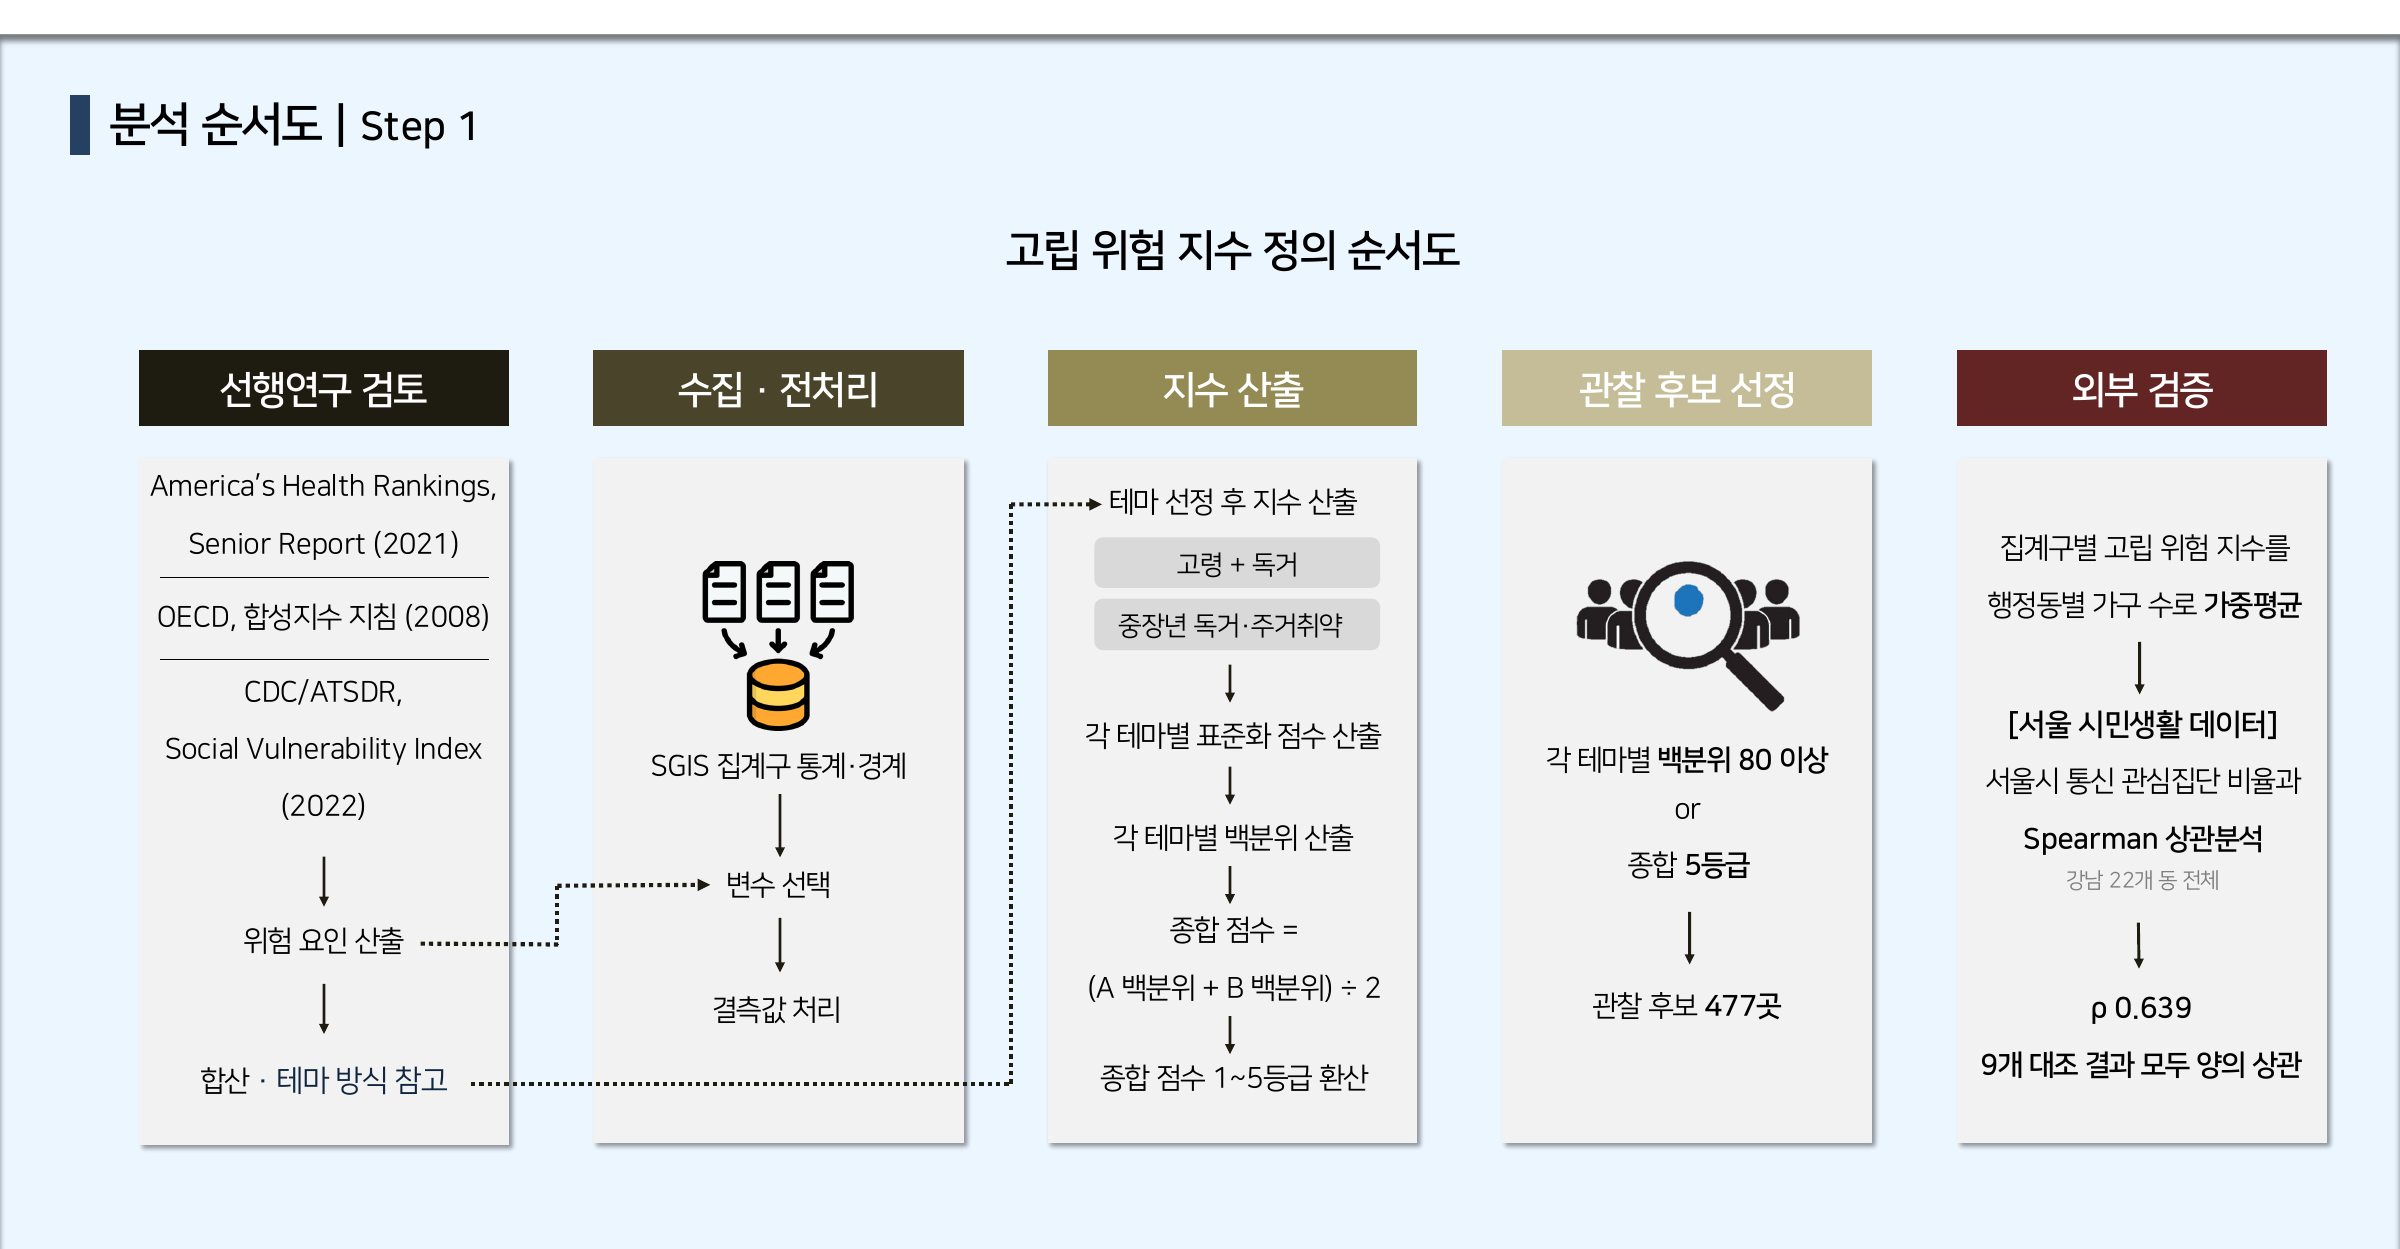 분석 순서도 | Step 1
고립 위험 지수 정의 순서도
선행연구 검토
America's Health Rankings,
Senior Report (2021)
OECD, 합성지수 지침 (2008)
CDC/ATSDR,
Social Vulnerability Index
(2022)
위험 요인 산출
합산 · 테마 방식 참고
수집 · 전처리
SGIS 집계구 통계·경계
변수 선택
결측값 처리
지수 산출
테마 선정 후 지수 산출
고령 + 독거
중장년 독거·주거취약
각 테마별 표준화 점수 산출
각 테마별 백분위 산출
종합 점수 =
(A 백분위 + B 백분위) ÷ 2
종합 점수 1~5등급 환산
관찰 후보 선정
각 테마별 백분위 80 이상
or
종합 5등급
관찰 후보 477곳
외부 검증
집계구별 고립 위험 지수를
행정동별 가구 수로 가중평균
[서울 시민생활 데이터]
서울시 통신 관심집단 비율과
Spearman 상관분석
강남 22개 동 전체
ρ 0.639
9개 대조 결과 모두 양의 상관